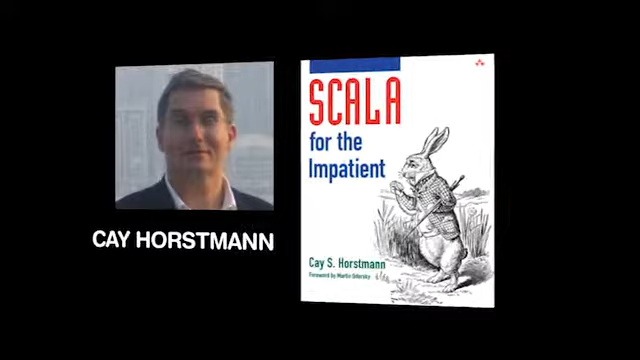 CAY HORSTMANN
SCALA
for the
Impatient
Cay S. Horstmann
Foreword by Martin Odersky